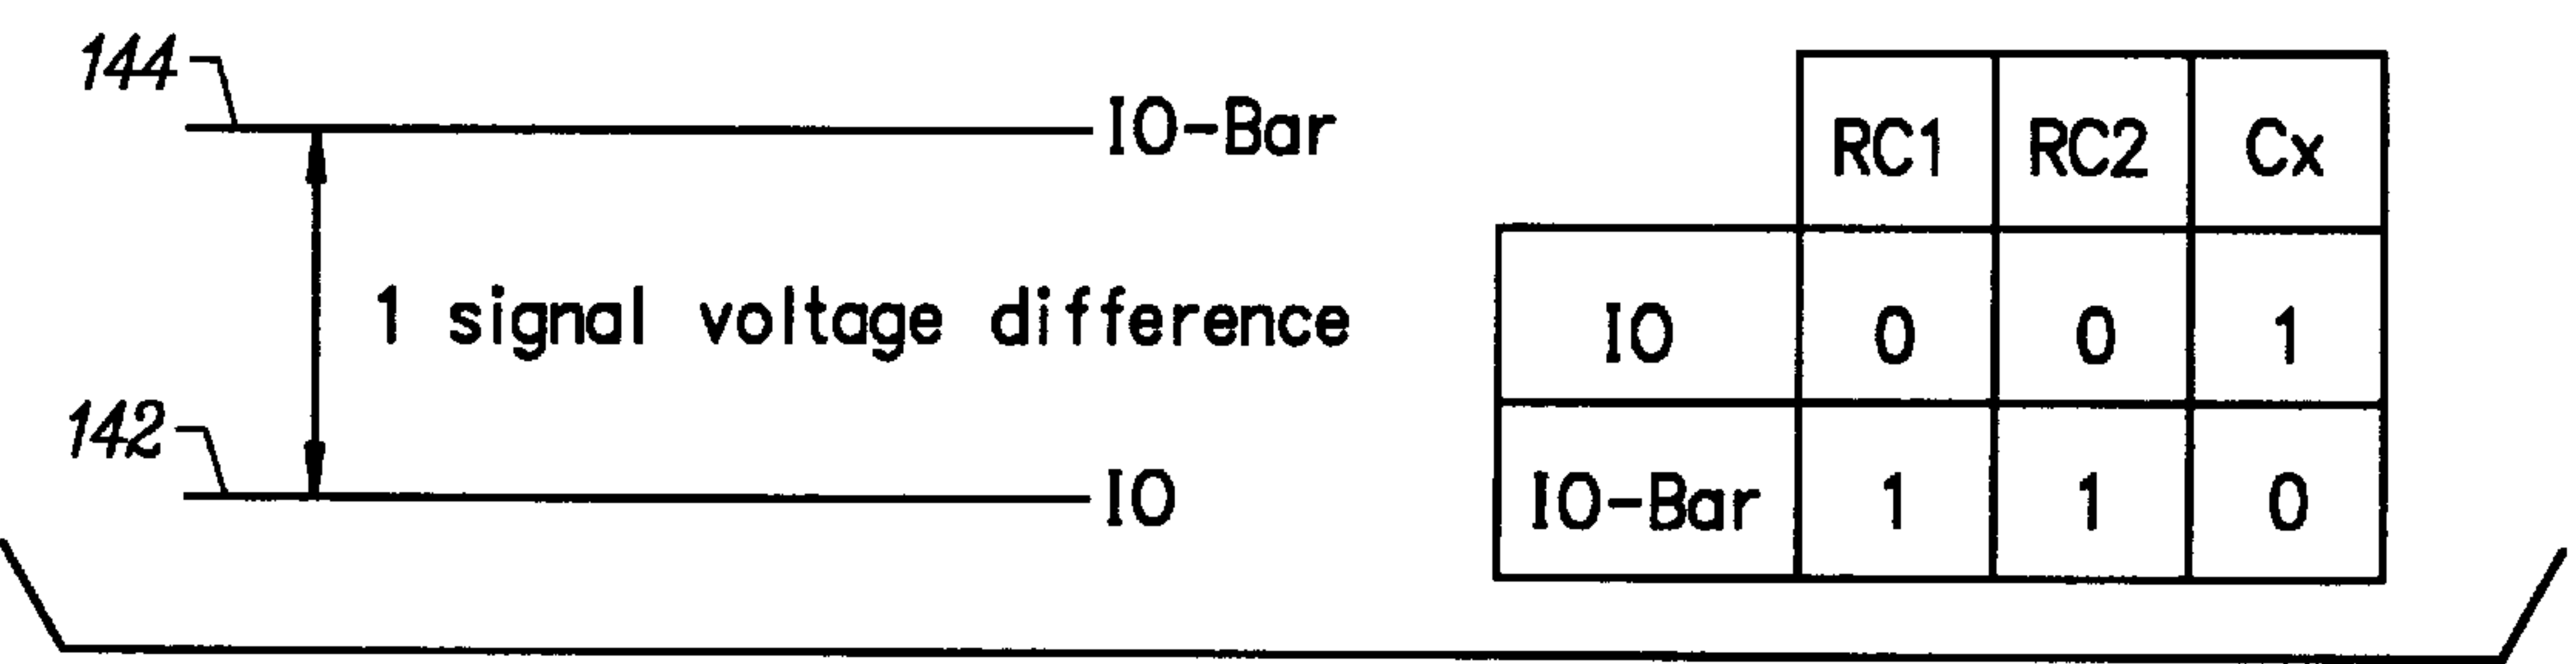 144
IO-Bar
1 signal voltage difference
142
IO
RC1 RC2 Cx
IO 0 0 1
IO-Bar 1 1 0